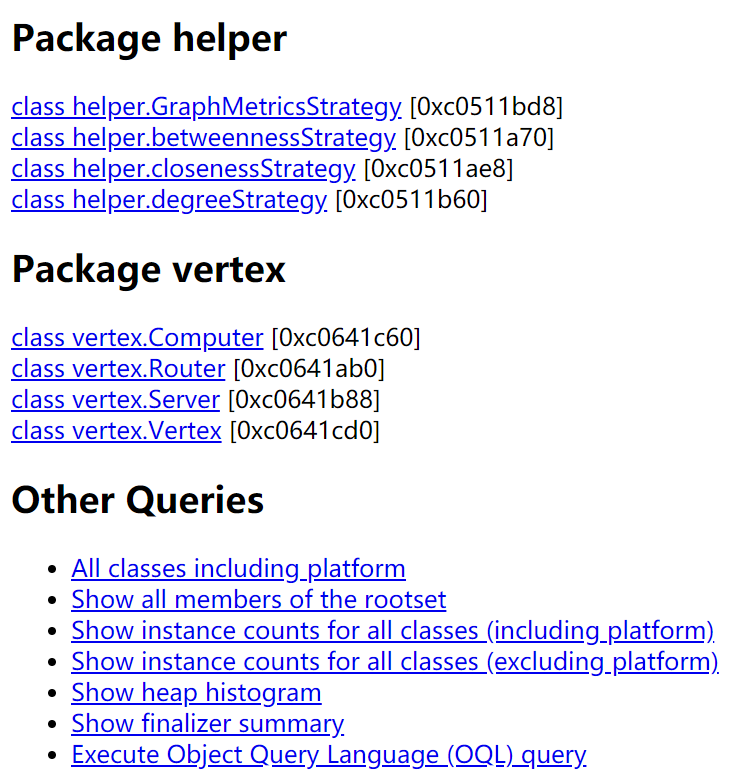 Package helper
class helper.GraphMetricsStrategy [0xc0511bd8]
class helper.betweennessStrategy [0xc0511a70]
class helper.closenessStrategy [0xc0511ae8]
class helper.degreeStrategy [0xc0511b60]
Package vertex
class vertex.Computer [0xc0641c60]
class vertex.Router [0xc0641ab0]
class vertex.Server [0xc0641b88]
class vertex.Vertex [0xc0641cd0]
Other Queries
• All classes including platform
• Show all members of the rootset
• Show instance counts for all classes (including platform)
• Show instance counts for all classes (excluding platform)
• Show heap histogram
• Show finalizer summary
• Execute Object Query Language (OQL) query